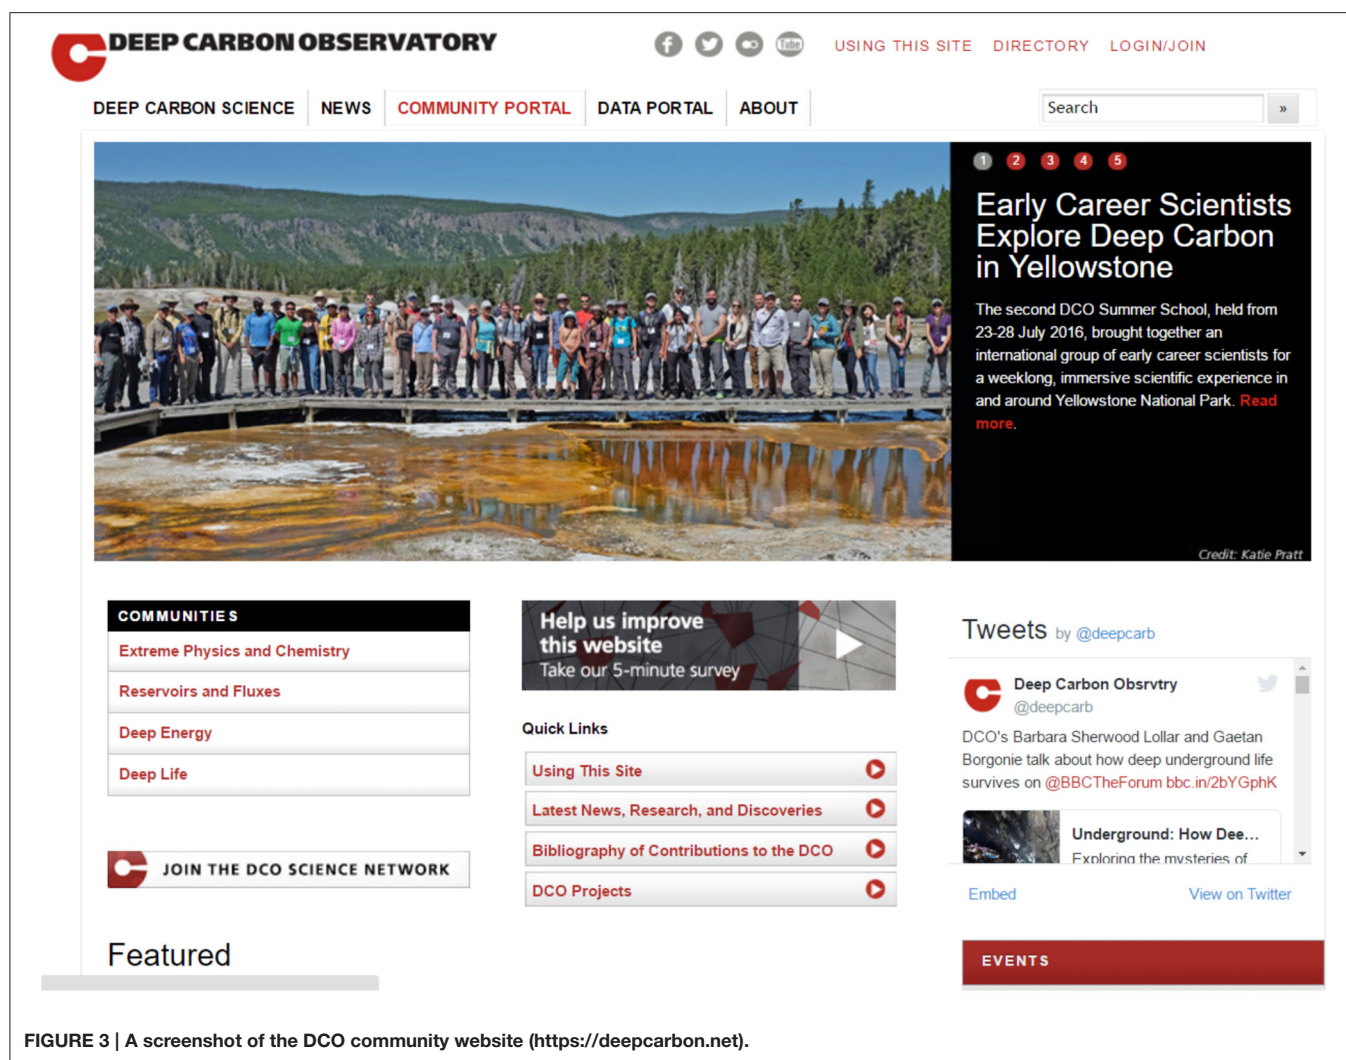 DEEP CARBON OBSERVATORY
Tube
USING THIS SITE DIRECTORY LOGIN/JOIN
DEEP CARBON SCIENCE NEWS COMMUNITY PORTAL DATA PORTAL ABOUT
Search »
1 2 3 4 5
Early Career Scientists
Explore Deep Carbon
in Yellowstone
The second DCO Summer School, held from
23-28 July 2016, brought together an
international group of early career scientists for
a weeklong, immersive scientific experience in
and around Yellowstone National Park. Read
more.
Credit: Katie Pratt
COMMUNITIES
Extreme Physics and Chemistry
Reservoirs and Fluxes
Deep Energy
Deep Life
JOIN THE DCO SCIENCE NETWORK
Featured
Help us improve
this website
Take our 5-minute survey
Quick Links
Using This Site
Latest News, Research, and Discoveries
Bibliography of Contributions to the DCO
DCO Projects
Tweets by @deepcarb
Deep Carbon Obsrvtry
@deepcarb
DCO's Barbara Sherwood Lollar and Gaetan
Borgonie talk about how deep underground life
survives on @BBCTheForum bbc.in/2bYGphK
Underground: How Dee...
Exploring the mysteries of
Embed View on Twitter
EVENTS
FIGURE 3 | A screenshot of the DCO community website (https://deepcarbon.net).